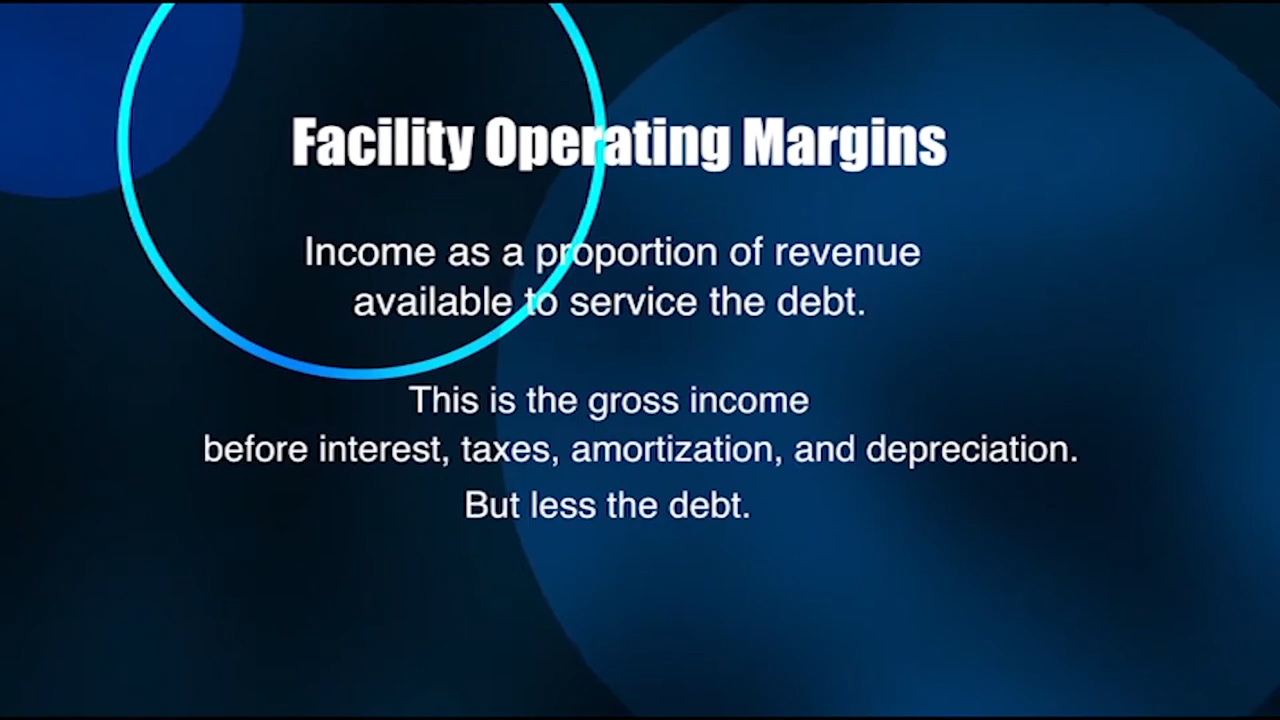 Facility Operating Margins
Income as a proportion of revenue
available to service the debt.
This is the gross income
before interest, taxes, amortization, and depreciation.
But less the debt.